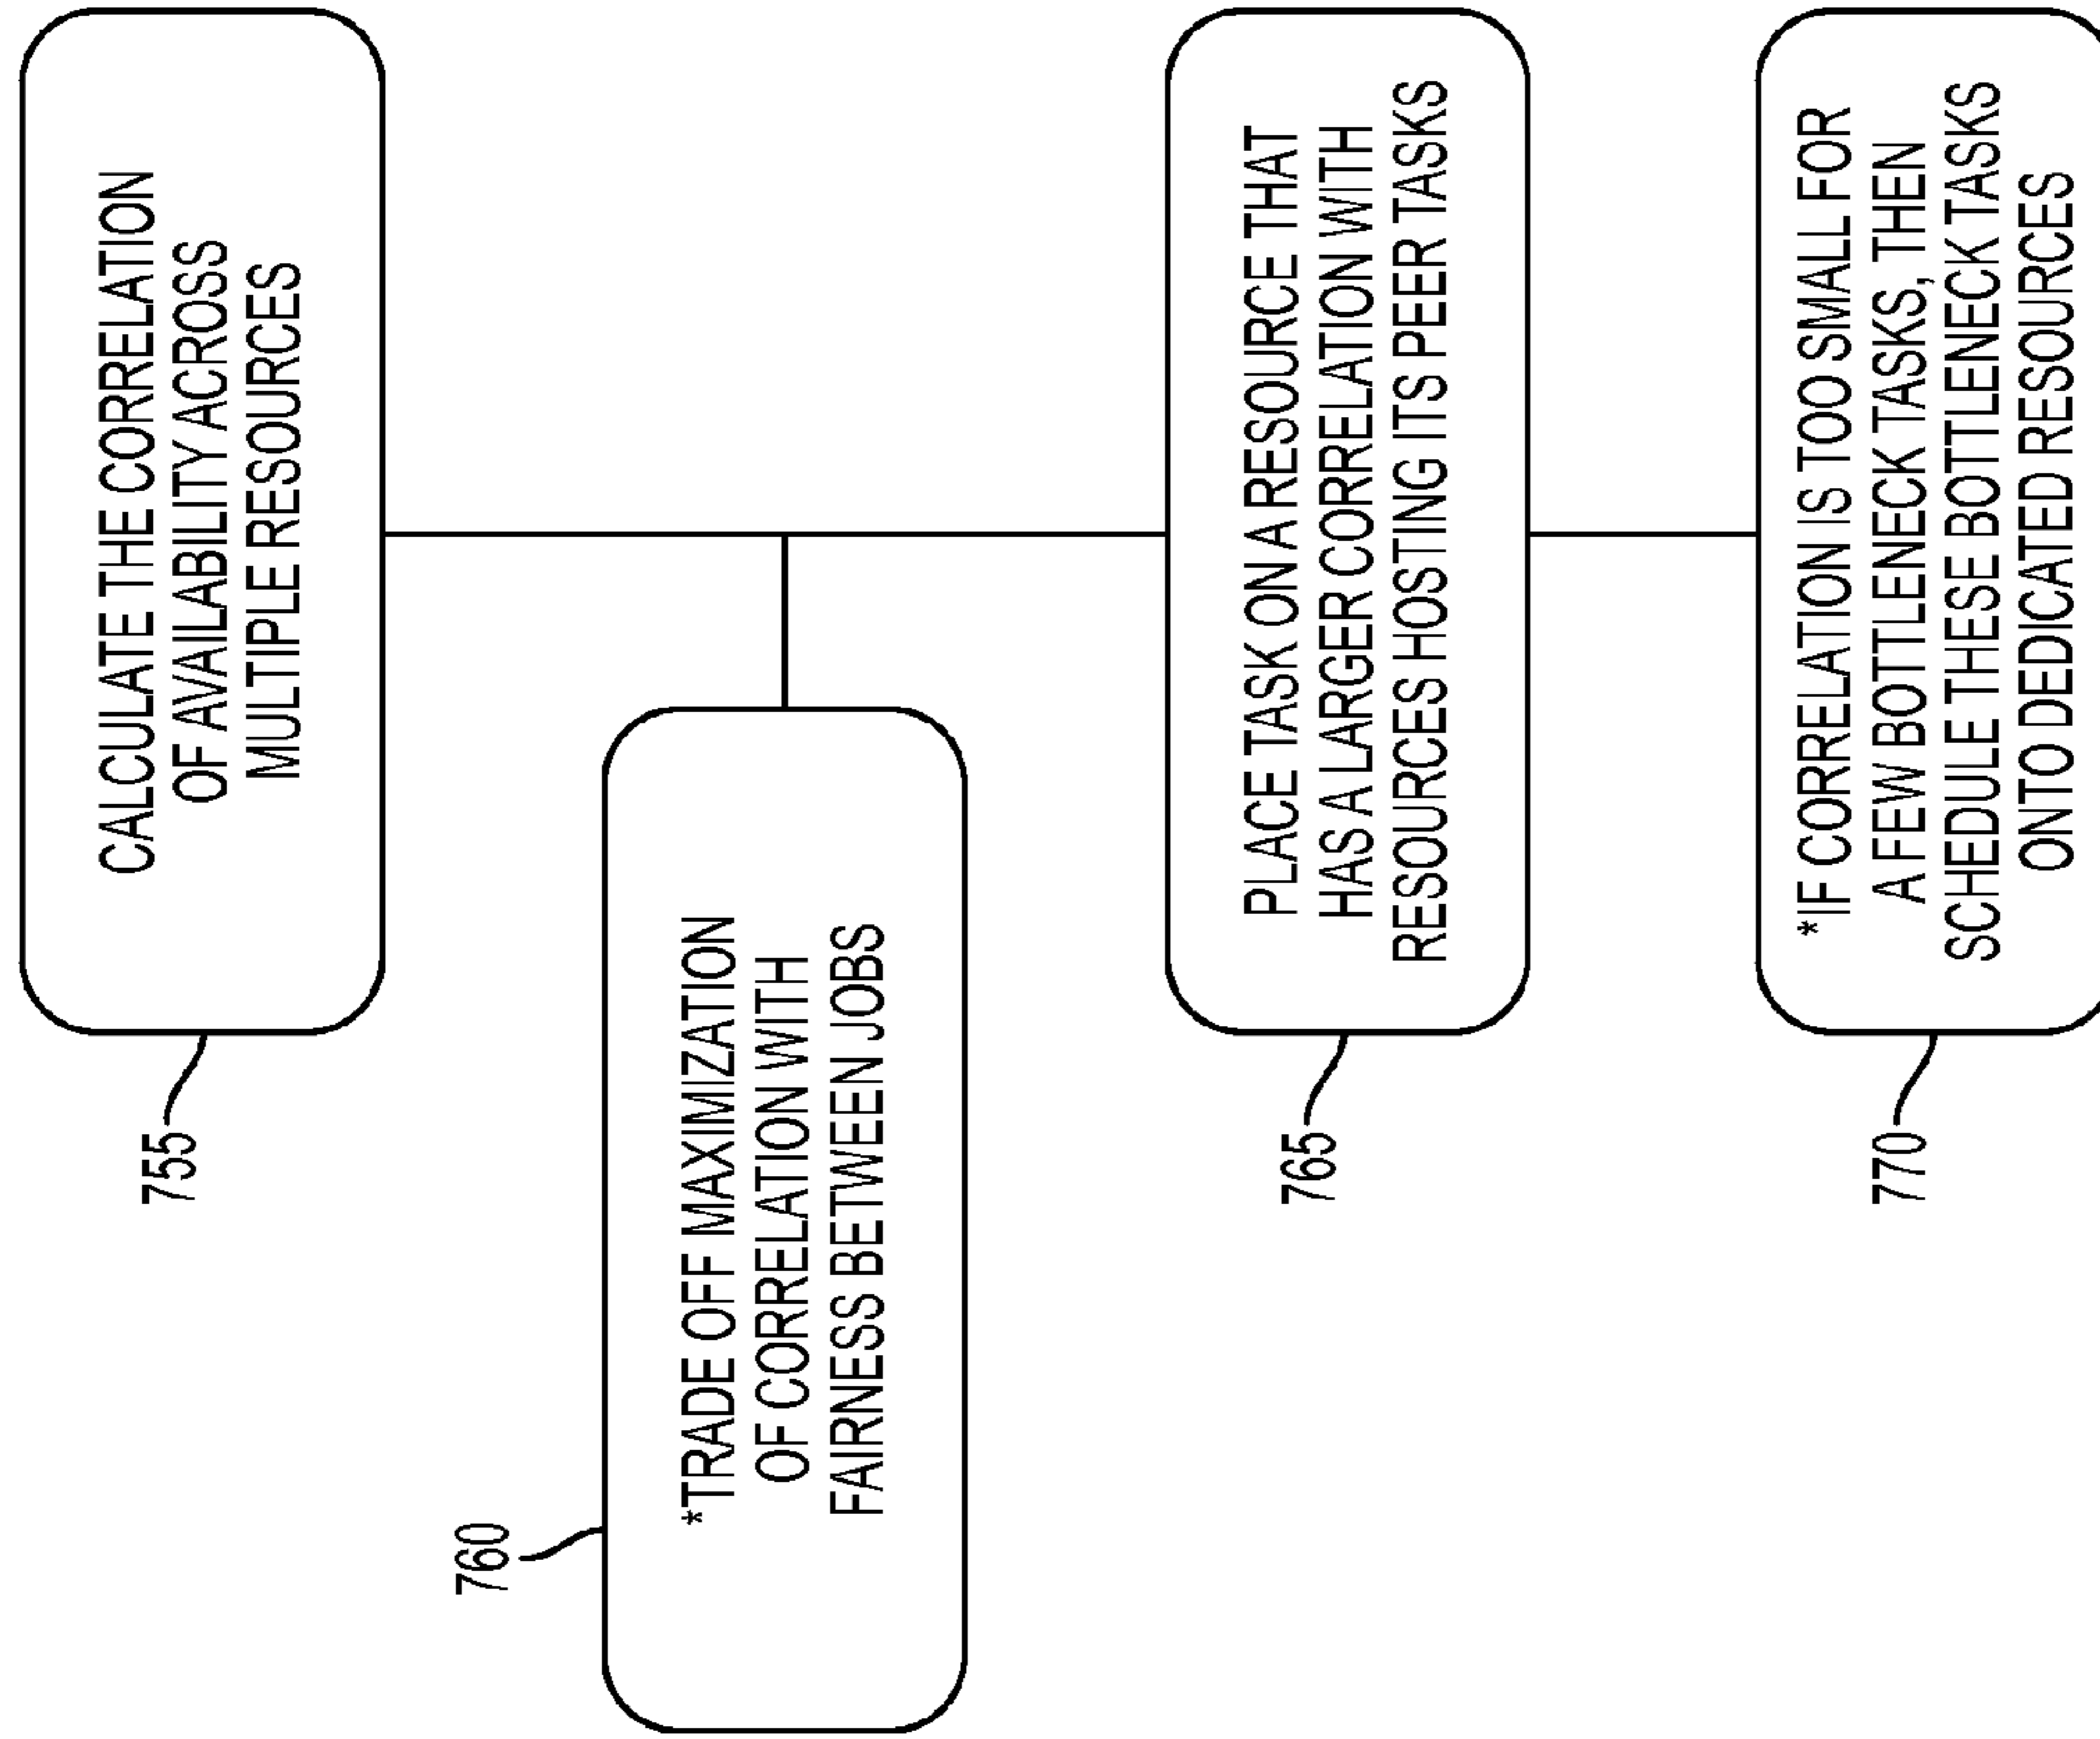 755
CALCULATE THE CORRELATION
OF AVAILABILITY ACROSS
MULTIPLE RESOURCES
760
*TRADE OFF MAXIMIZATION
OF CORRELATION WITH
FAIRNESS BETWEEN JOBS
765
PLACE TASK ON A RESOURCE THAT
HAS A LARGER CORRELATION WITH
RESOURCES HOSTING ITS PEER TASKS
770
*IF CORRELATION IS TOO SMALL FOR
A FEW BOTTLENECK TASKS, THEN
SCHEDULE THESE BOTTLENECK TASKS
ONTO DEDICATED RESOURCES